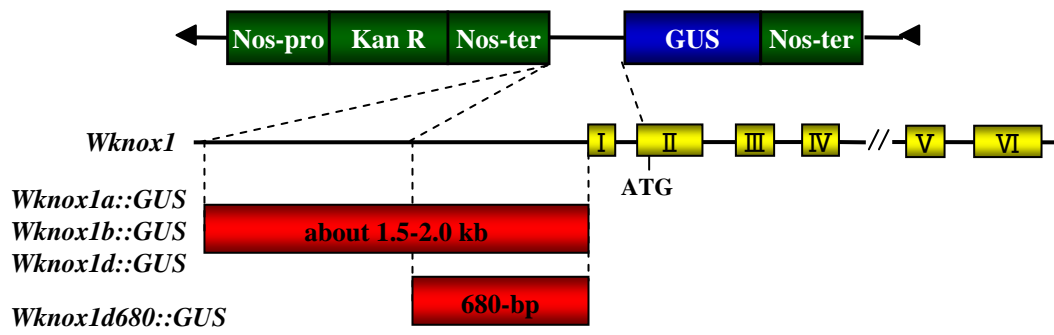 Nos-pro Kan R Nos-ter GUS Nos-ter
Wknox1 I II III IV // V VI
ATG
Wknox1a::GUS
Wknox1b::GUS about 1.5-2.0 kb
Wknox1d::GUS
680-bp
Wknox1d680::GUS